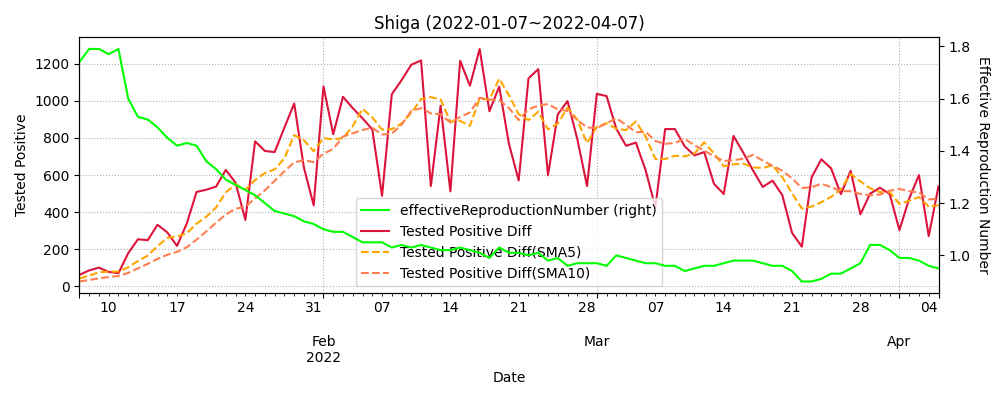 Shiga (2022-01-07~2022-04-07)
Tested Positive
1200
1000
800
600
400
200
0
1.8
1.6
1.4
1.2
1.0
Effective Reproduction Number
effectiveReproductionNumber (right)
Tested Positive Diff
Tested Positive Diff(SMA5)
Tested Positive Diff(SMA10)
10 17 24 31 07 14 21 28 07 14 21 28 04
Feb Mar Apr
2022
Date